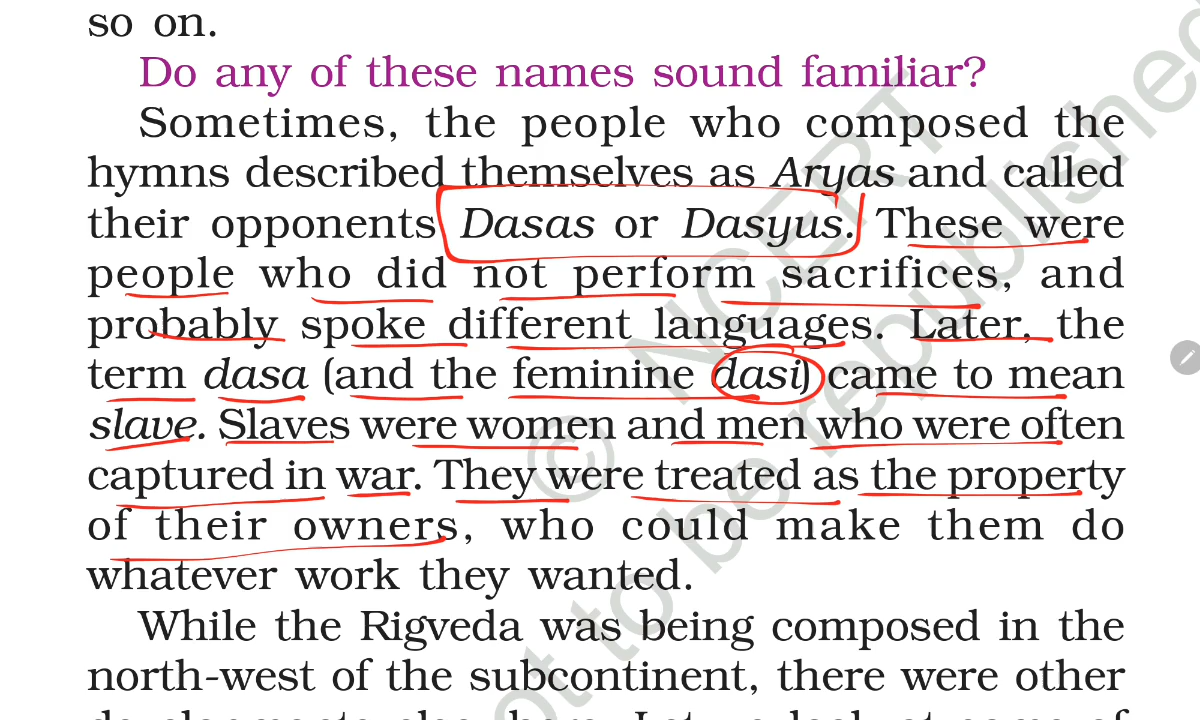 so on.
Do any of these names sound familiar?
Sometimes, the people who composed the
hymns described themselves as Aryas and called
their opponents Dasas or Dasyus. These were
people who did not perform sacrifices, and
probably spoke different languages. Later, the
term dasa (and the feminine dasi) came to mean
slave. Slaves were women and men who were often
captured in war. They were treated as the property
of their owners, who could make them do
whatever work they wanted.
While the Rigveda was being composed in the
north-west of the subcontinent, there were other
© NCERT
not to be republished